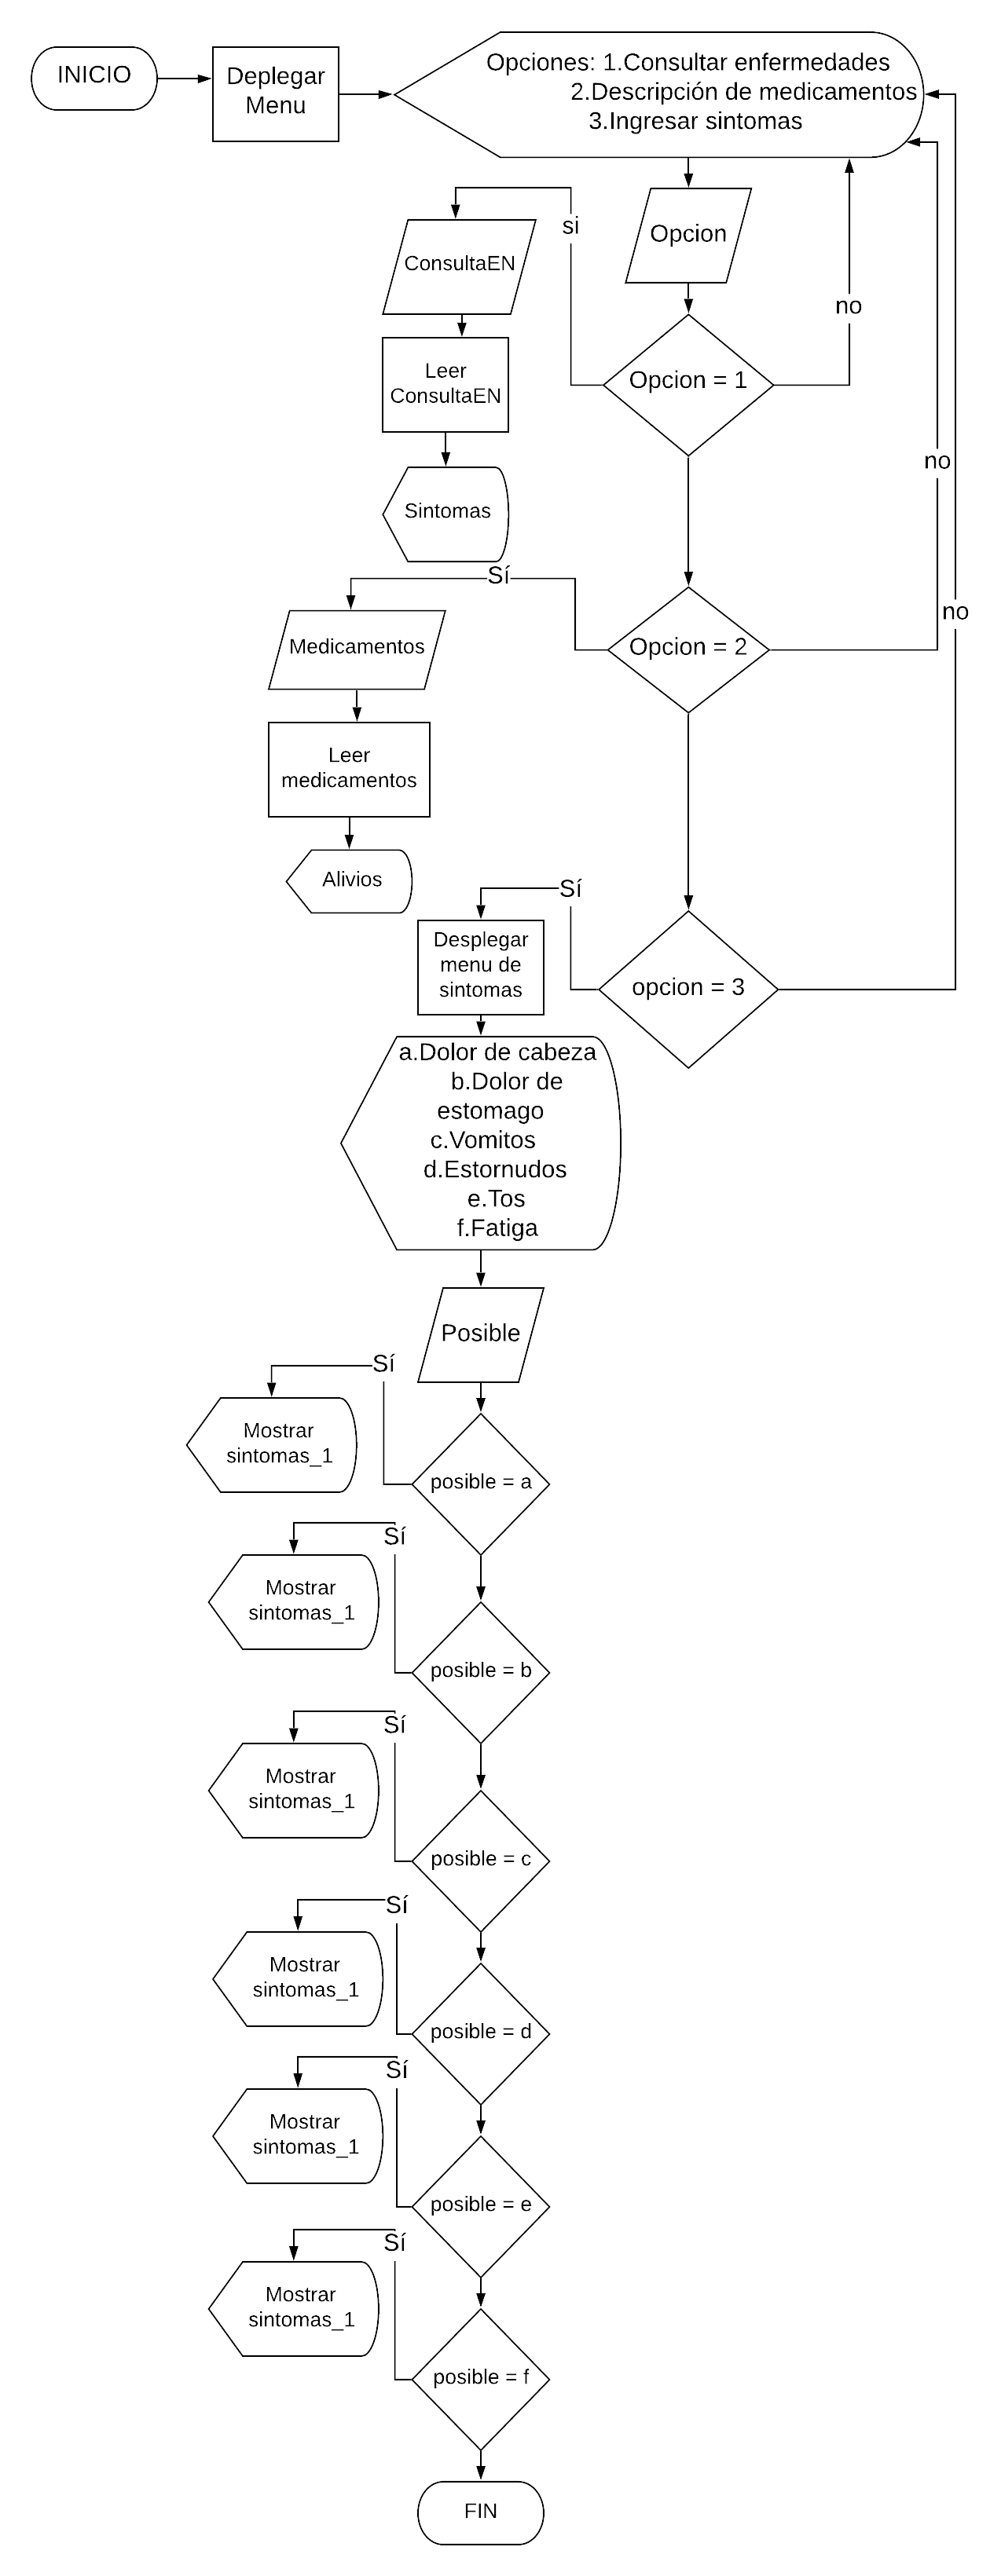 INICIO
Deplegar
Menu
Opciones: 1.Consultar enfermedades
2.Descripción de medicamentos
3.Ingresar sintomas
si
Opcion
ConsultaEN
no
Leer
ConsultaEN
Opcion = 1
no
Sintomas
Sí
no
Medicamentos
Opcion = 2
Leer
medicamentos
Alivios
Sí
Desplegar
menu de
sintomas
opcion = 3
a.Dolor de cabeza
b.Dolor de
estomago
c.Vomitos
d.Estornudos
e.Tos
f.Fatiga
Posible
Sí
Mostrar
sintomas_1
posible = a
Sí
Mostrar
sintomas_1
posible = b
Sí
Mostrar
sintomas_1
posible = c
Sí
Mostrar
sintomas_1
posible = d
Sí
Mostrar
sintomas_1
posible = e
Sí
Mostrar
sintomas_1
posible = f
FIN